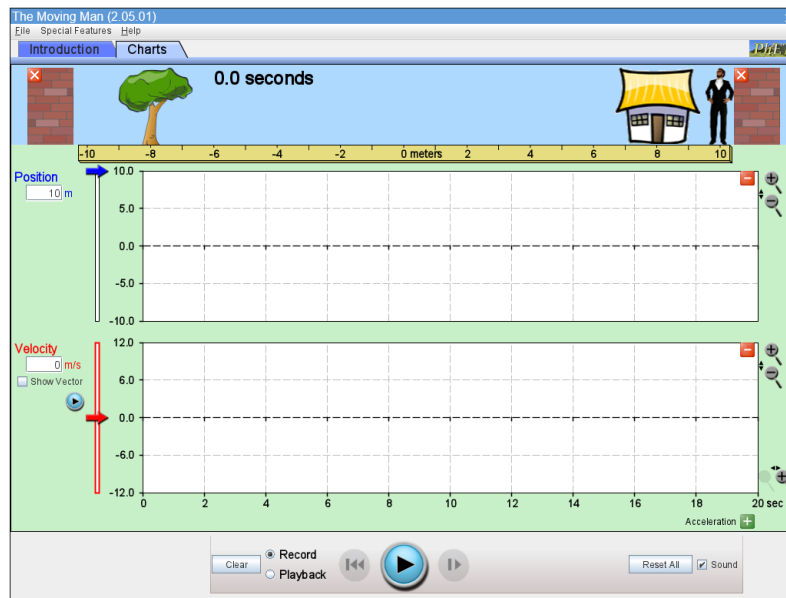 The Moving Man (2.05.01)
File Special Features Help
Introduction Charts
PhET
0.0 seconds
-10 -8 -6 -4 -2 0 meters 2 4 6 8 10
Position
10 m
10.0
5.0
0.0
-5.0
-10.0
Velocity
0 m/s
Show Vector
12.0
6.0
0.0
-6.0
-12.0
0 2 4 6 8 10 12 14 16 18 20 sec
Acceleration
Clear
Record
Playback
Reset All
Sound